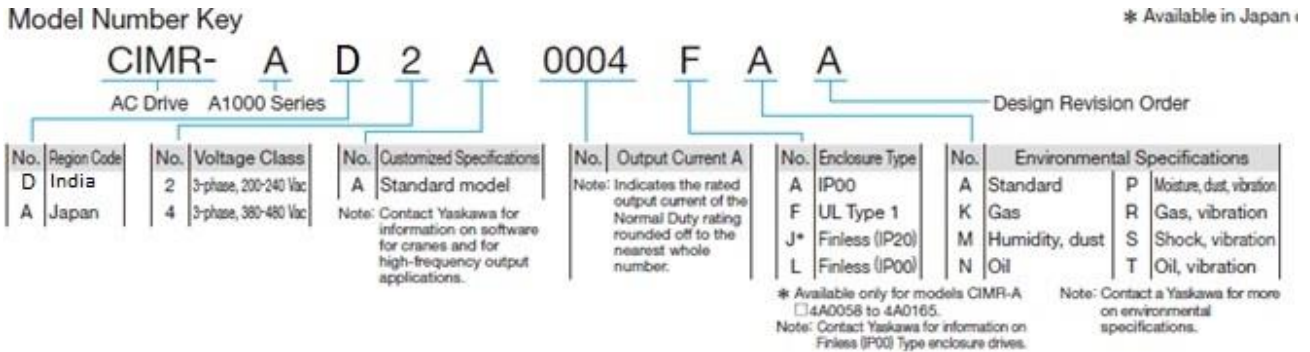 Model Number Key
* Available in Japan
CIMR- A D 2 A 0004 F A A
AC Drive A1000 Series
Design Revision Order
No. Region Code
D India
A Japan
No. Voltage Class
2 3-phase, 200-240 Vac
4 3-phase, 380-480 Vac
No. Customized Specifications
A Standard model
Note: Contact Yaskawa for
information on software
for cranes and for
high-frequency output
applications.
No. Output Current A
Note: Indicates the rated
output current of the
Normal Duty rating
rounded off to the
nearest whole
number.
No. Enclosure Type
A IP00
F UL Type 1
J* Finless (IP20)
L Finless (IP00)
* Available only for models CIMR-A
□4A0058 to 4A0165.
Note: Contact Yaskawa for information on
Finless (IP00) Type enclosure drives.
No. Environmental Specifications
A Standard P Moisture, dust, vibration
K Gas R Gas, vibration
M Humidity, dust S Shock, vibration
N Oil T Oil, vibration
Note: Contact a Yaskawa for more
on environmental
specifications.